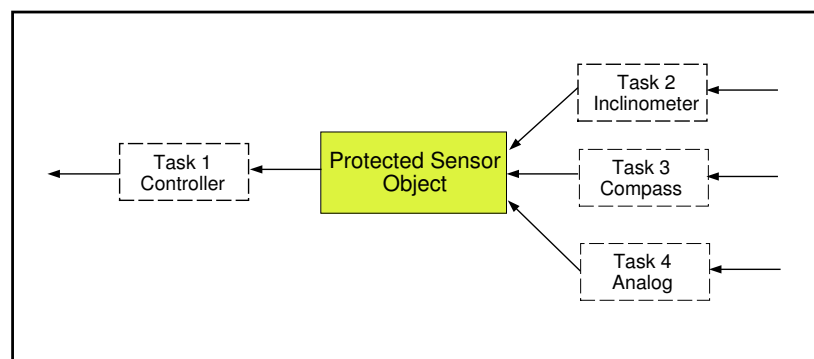 Task 1
Controller
Protected Sensor
Object
Task 2
Inclinometer
Task 3
Compass
Task 4
Analog